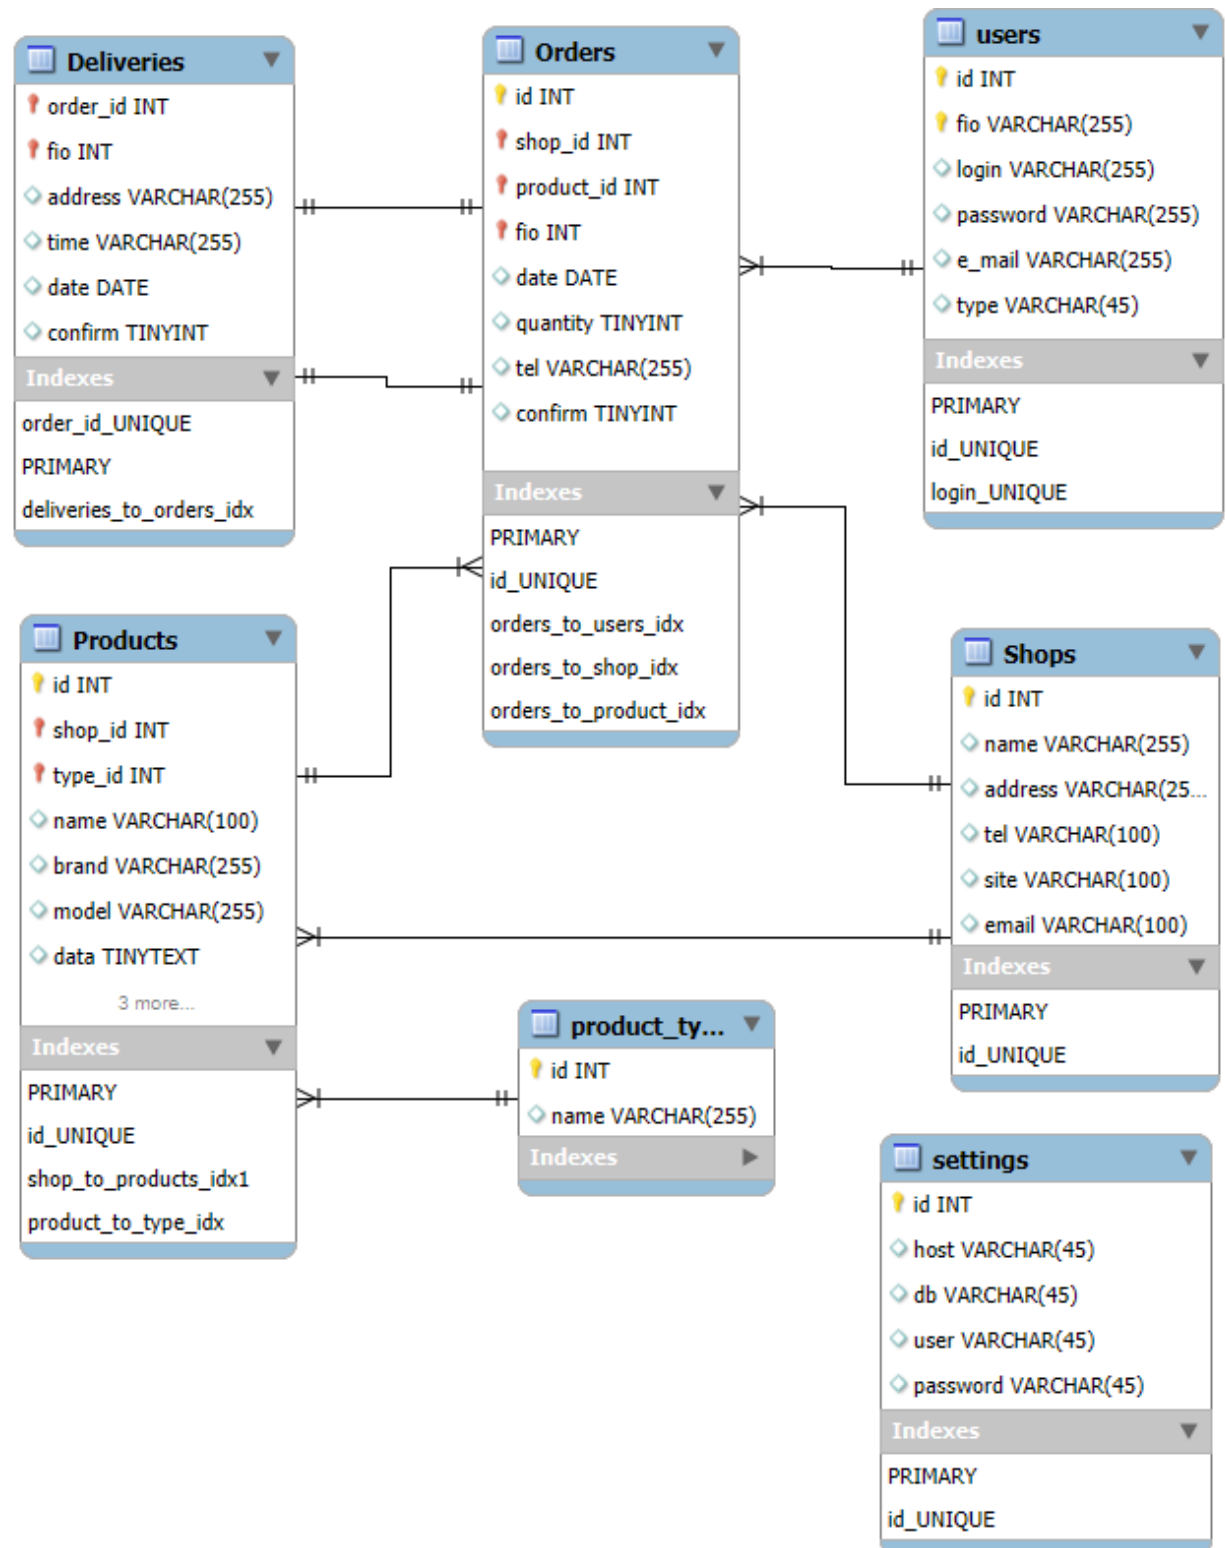 Deliveries
order_id INT
fio INT
address VARCHAR(255)
time VARCHAR(255)
date DATE
confirm TINYINT
Indexes
order_id_UNIQUE
PRIMARY
deliveries_to_orders_idx
Orders
id INT
shop_id INT
product_id INT
fio INT
date DATE
quantity TINYINT
tel VARCHAR(255)
confirm TINYINT
Indexes
PRIMARY
id_UNIQUE
orders_to_users_idx
orders_to_shop_idx
orders_to_product_idx
users
id INT
fio VARCHAR(255)
login VARCHAR(255)
password VARCHAR(255)
e_mail VARCHAR(255)
type VARCHAR(45)
Indexes
PRIMARY
id_UNIQUE
login_UNIQUE
Products
id INT
shop_id INT
type_id INT
name VARCHAR(100)
brand VARCHAR(255)
model VARCHAR(255)
data TINYTEXT
3 more...
Indexes
PRIMARY
id_UNIQUE
shop_to_products_idx1
product_to_type_idx
Shops
id INT
name VARCHAR(255)
address VARCHAR(25...
tel VARCHAR(100)
site VARCHAR(100)
email VARCHAR(100)
Indexes
PRIMARY
id_UNIQUE
product_ty...
id INT
name VARCHAR(255)
Indexes
settings
id INT
host VARCHAR(45)
db VARCHAR(45)
user VARCHAR(45)
password VARCHAR(45)
Indexes
PRIMARY
id_UNIQUE